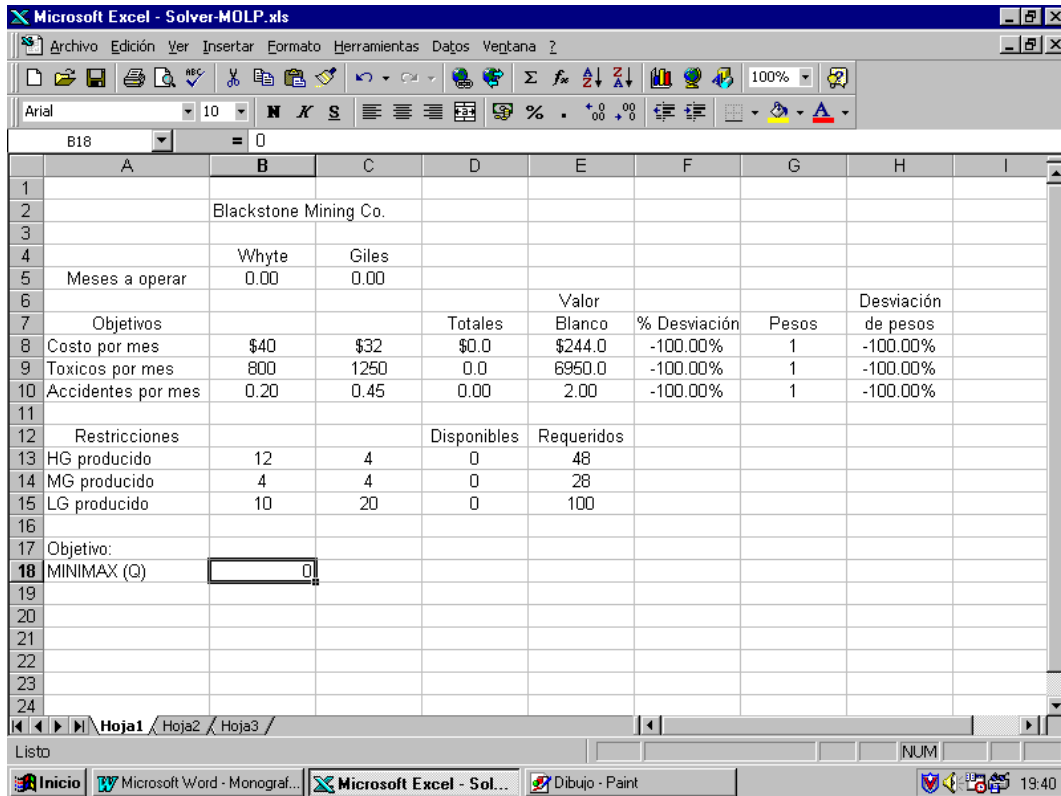 Microsoft Excel - Solver-MOLP.xls
Archivo Edición Ver Insertar Formato Herramientas Datos Ventana ?
100%
Arial 10 N K S
B18 = 0
A B C D E F G H I
1
2 Blackstone Mining Co.
3
4 Whyte Giles
5 Meses a operar 0.00 0.00
6 Valor Desviación
7 Objetivos Totales Blanco % Desviación Pesos de pesos
8 Costo por mes $40 $32 $0.0 $244.0 -100.00% 1 -100.00%
9 Toxicos por mes 800 1250 0.0 6950.0 -100.00% 1 -100.00%
10 Accidentes por mes 0.20 0.45 0.00 2.00 -100.00% 1 -100.00%
11
12 Restricciones Disponibles Requeridos
13 HG producido 12 4 0 48
14 MG producido 4 4 0 28
15 LG producido 10 20 0 100
16
17 Objetivo:
18 MINIMAX (Q) 0
19
20
21
22
23
24
Hoja1 Hoja2 Hoja3
Listo NUM
Inicio Microsoft Word - Monograf... Microsoft Excel - Sol... Dibujo - Paint 19:40